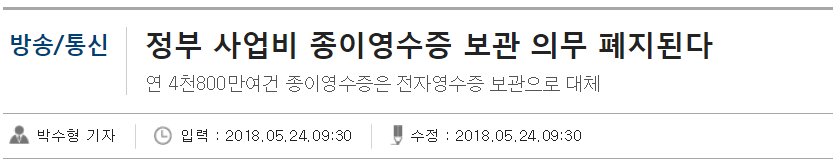 방송/통신
정부 사업비 종이영수증 보관 의무 폐지된다
연 4천800만여건 종이영수증은 전자영수증 보관으로 대체
박수형 기자 입력 : 2018.05.24.09:30 수정 : 2018.05.24.09:30